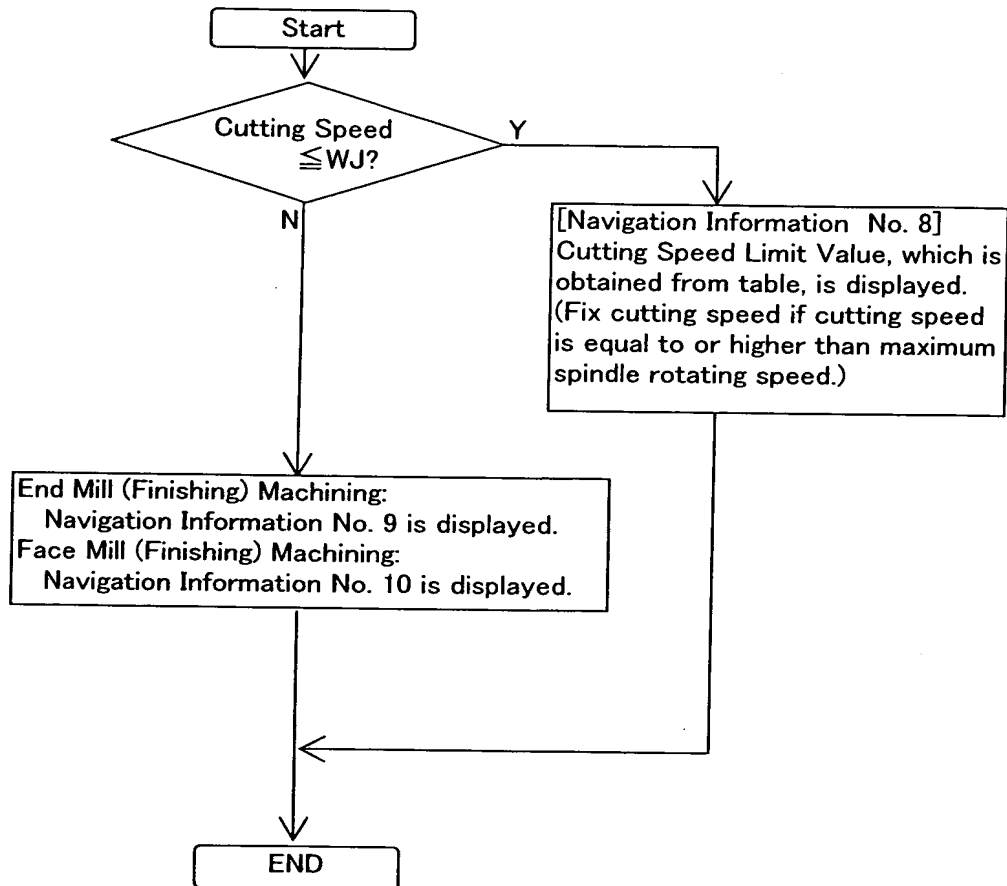 Start
Cutting Speed
≦WJ?
Y
N
[Navigation Information No. 8]
Cutting Speed Limit Value, which is
obtained from table, is displayed.
(Fix cutting speed if cutting speed
is equal to or higher than maximum
spindle rotating speed.)
End Mill (Finishing) Machining:
Navigation Information No. 9 is displayed.
Face Mill (Finishing) Machining:
Navigation Information No. 10 is displayed.
END